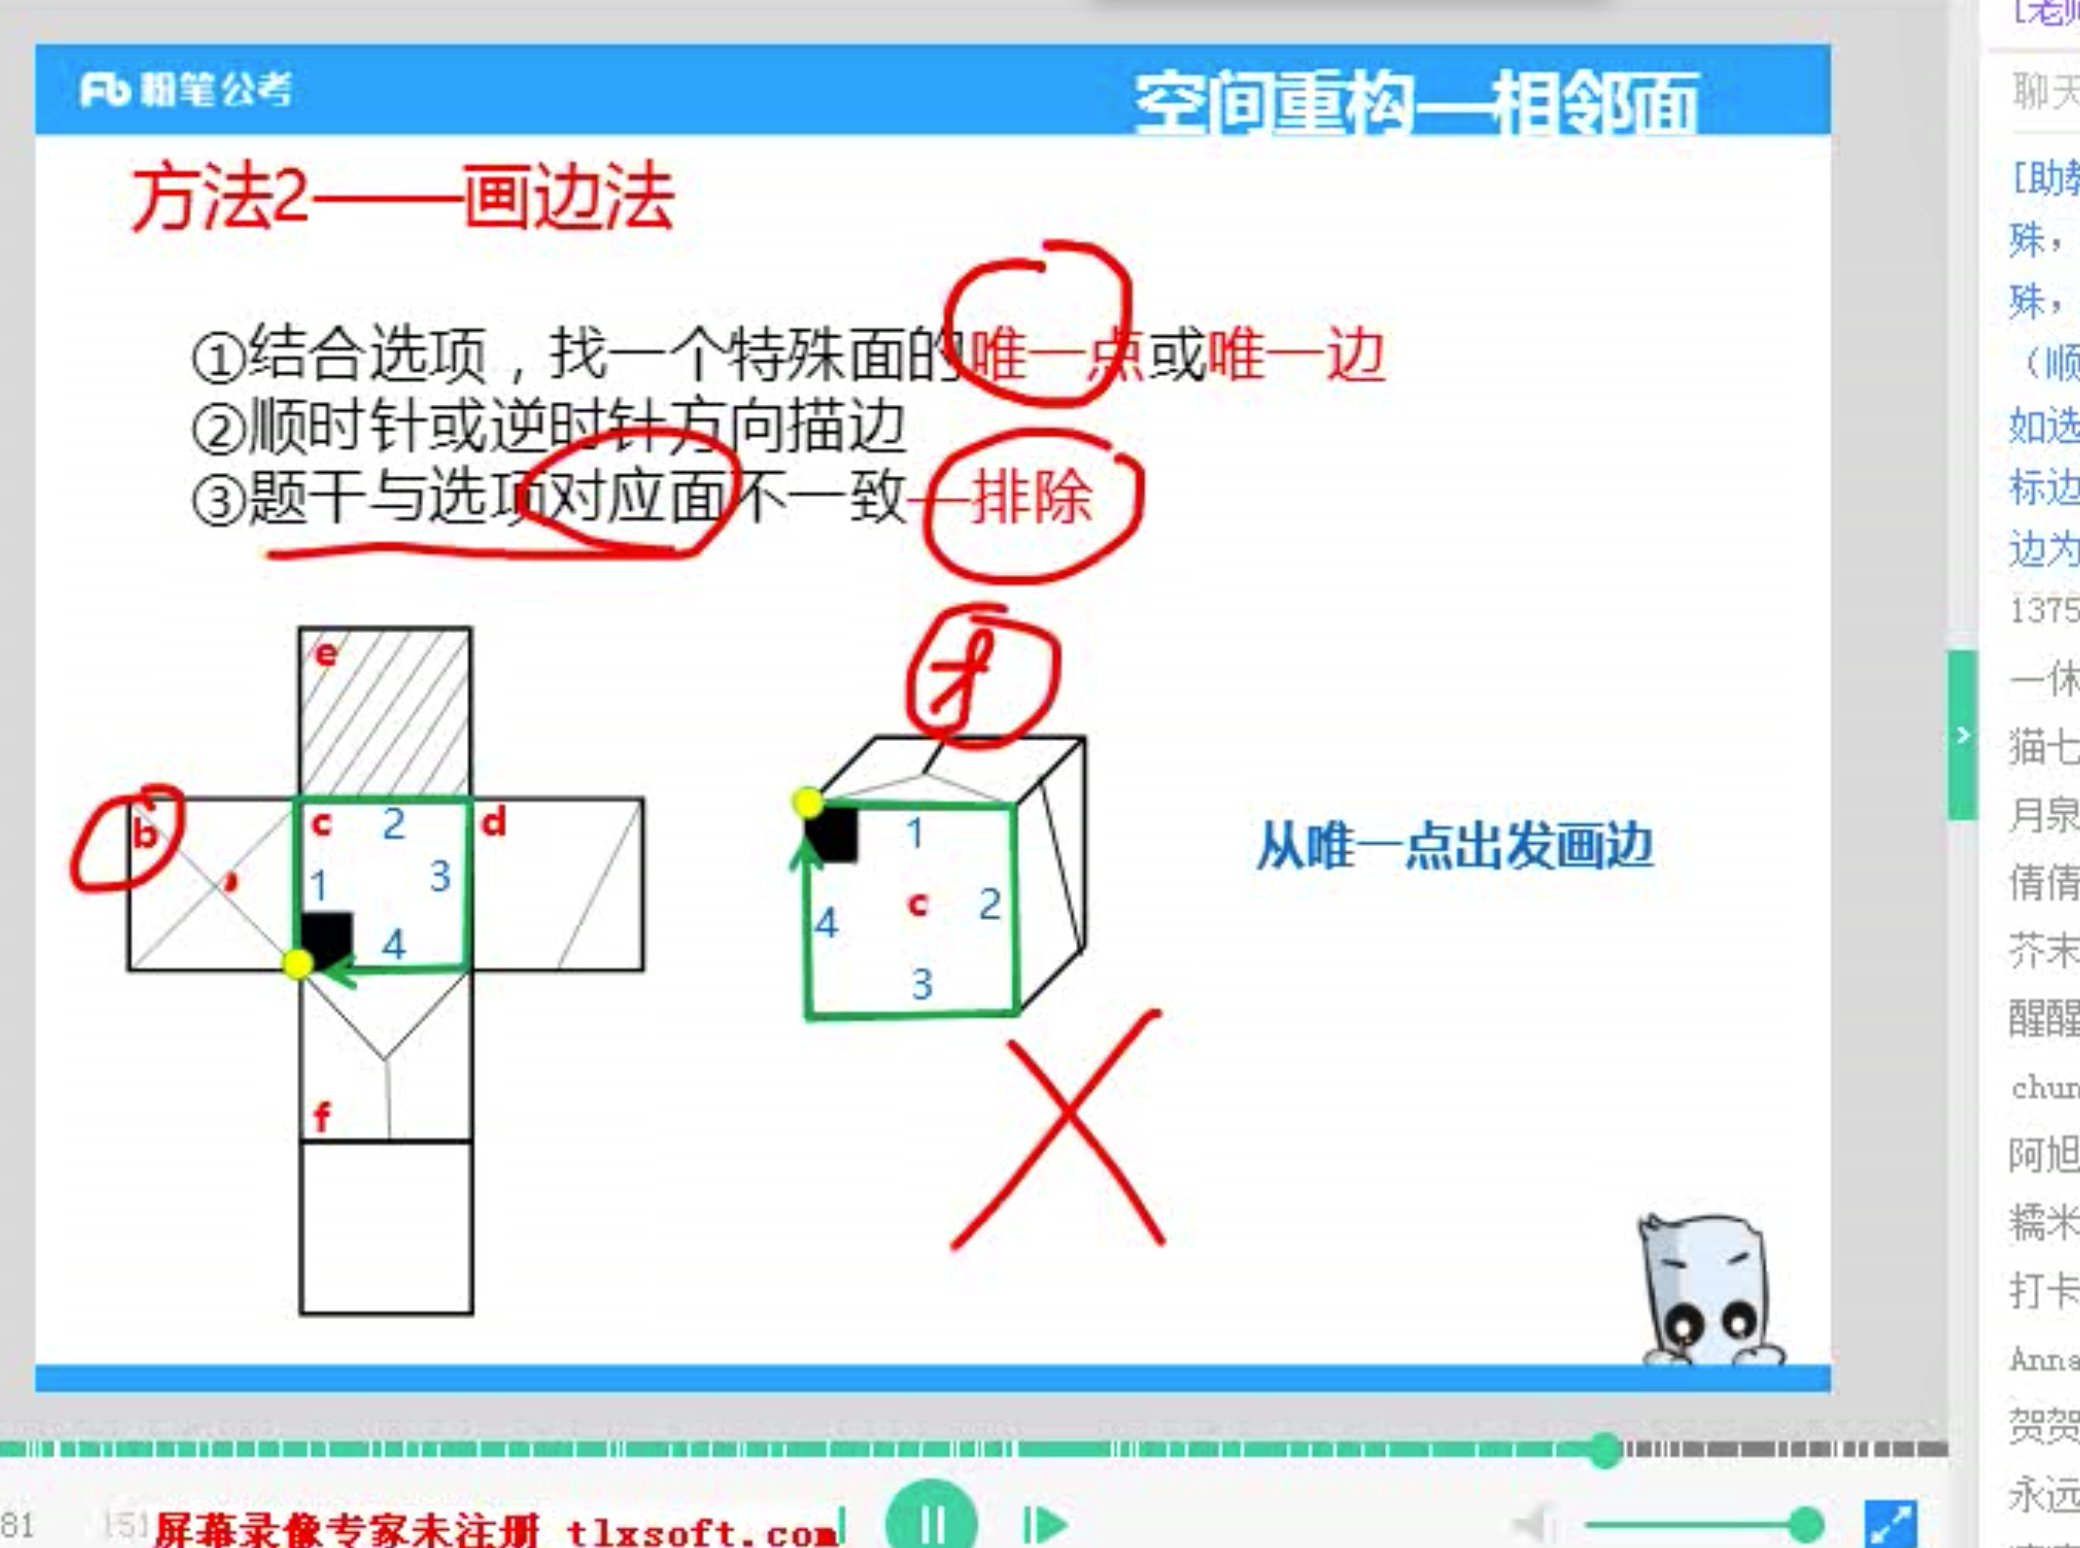 [老师
粉笔公考
空间重构—相邻面
方法2——画边法
①结合选项，找一个特殊面的唯一点或唯一边
②顺时针或逆时针方向描边
③题干与选项对应面不一致—排除
e
f
b
c 2
d
1
3
4
1
c
2
4
3
从唯一点出发画边
f
聊天
[助教
殊，
殊，
（顺
如选
标边
边为
1375
一休
猫七
月泉
倩倩
芥末
醒醒
chun
阿旭
糯米
打卡
Anna
贺贺
永远
81
151
屏幕录像专家未注册 tlxsoft.com